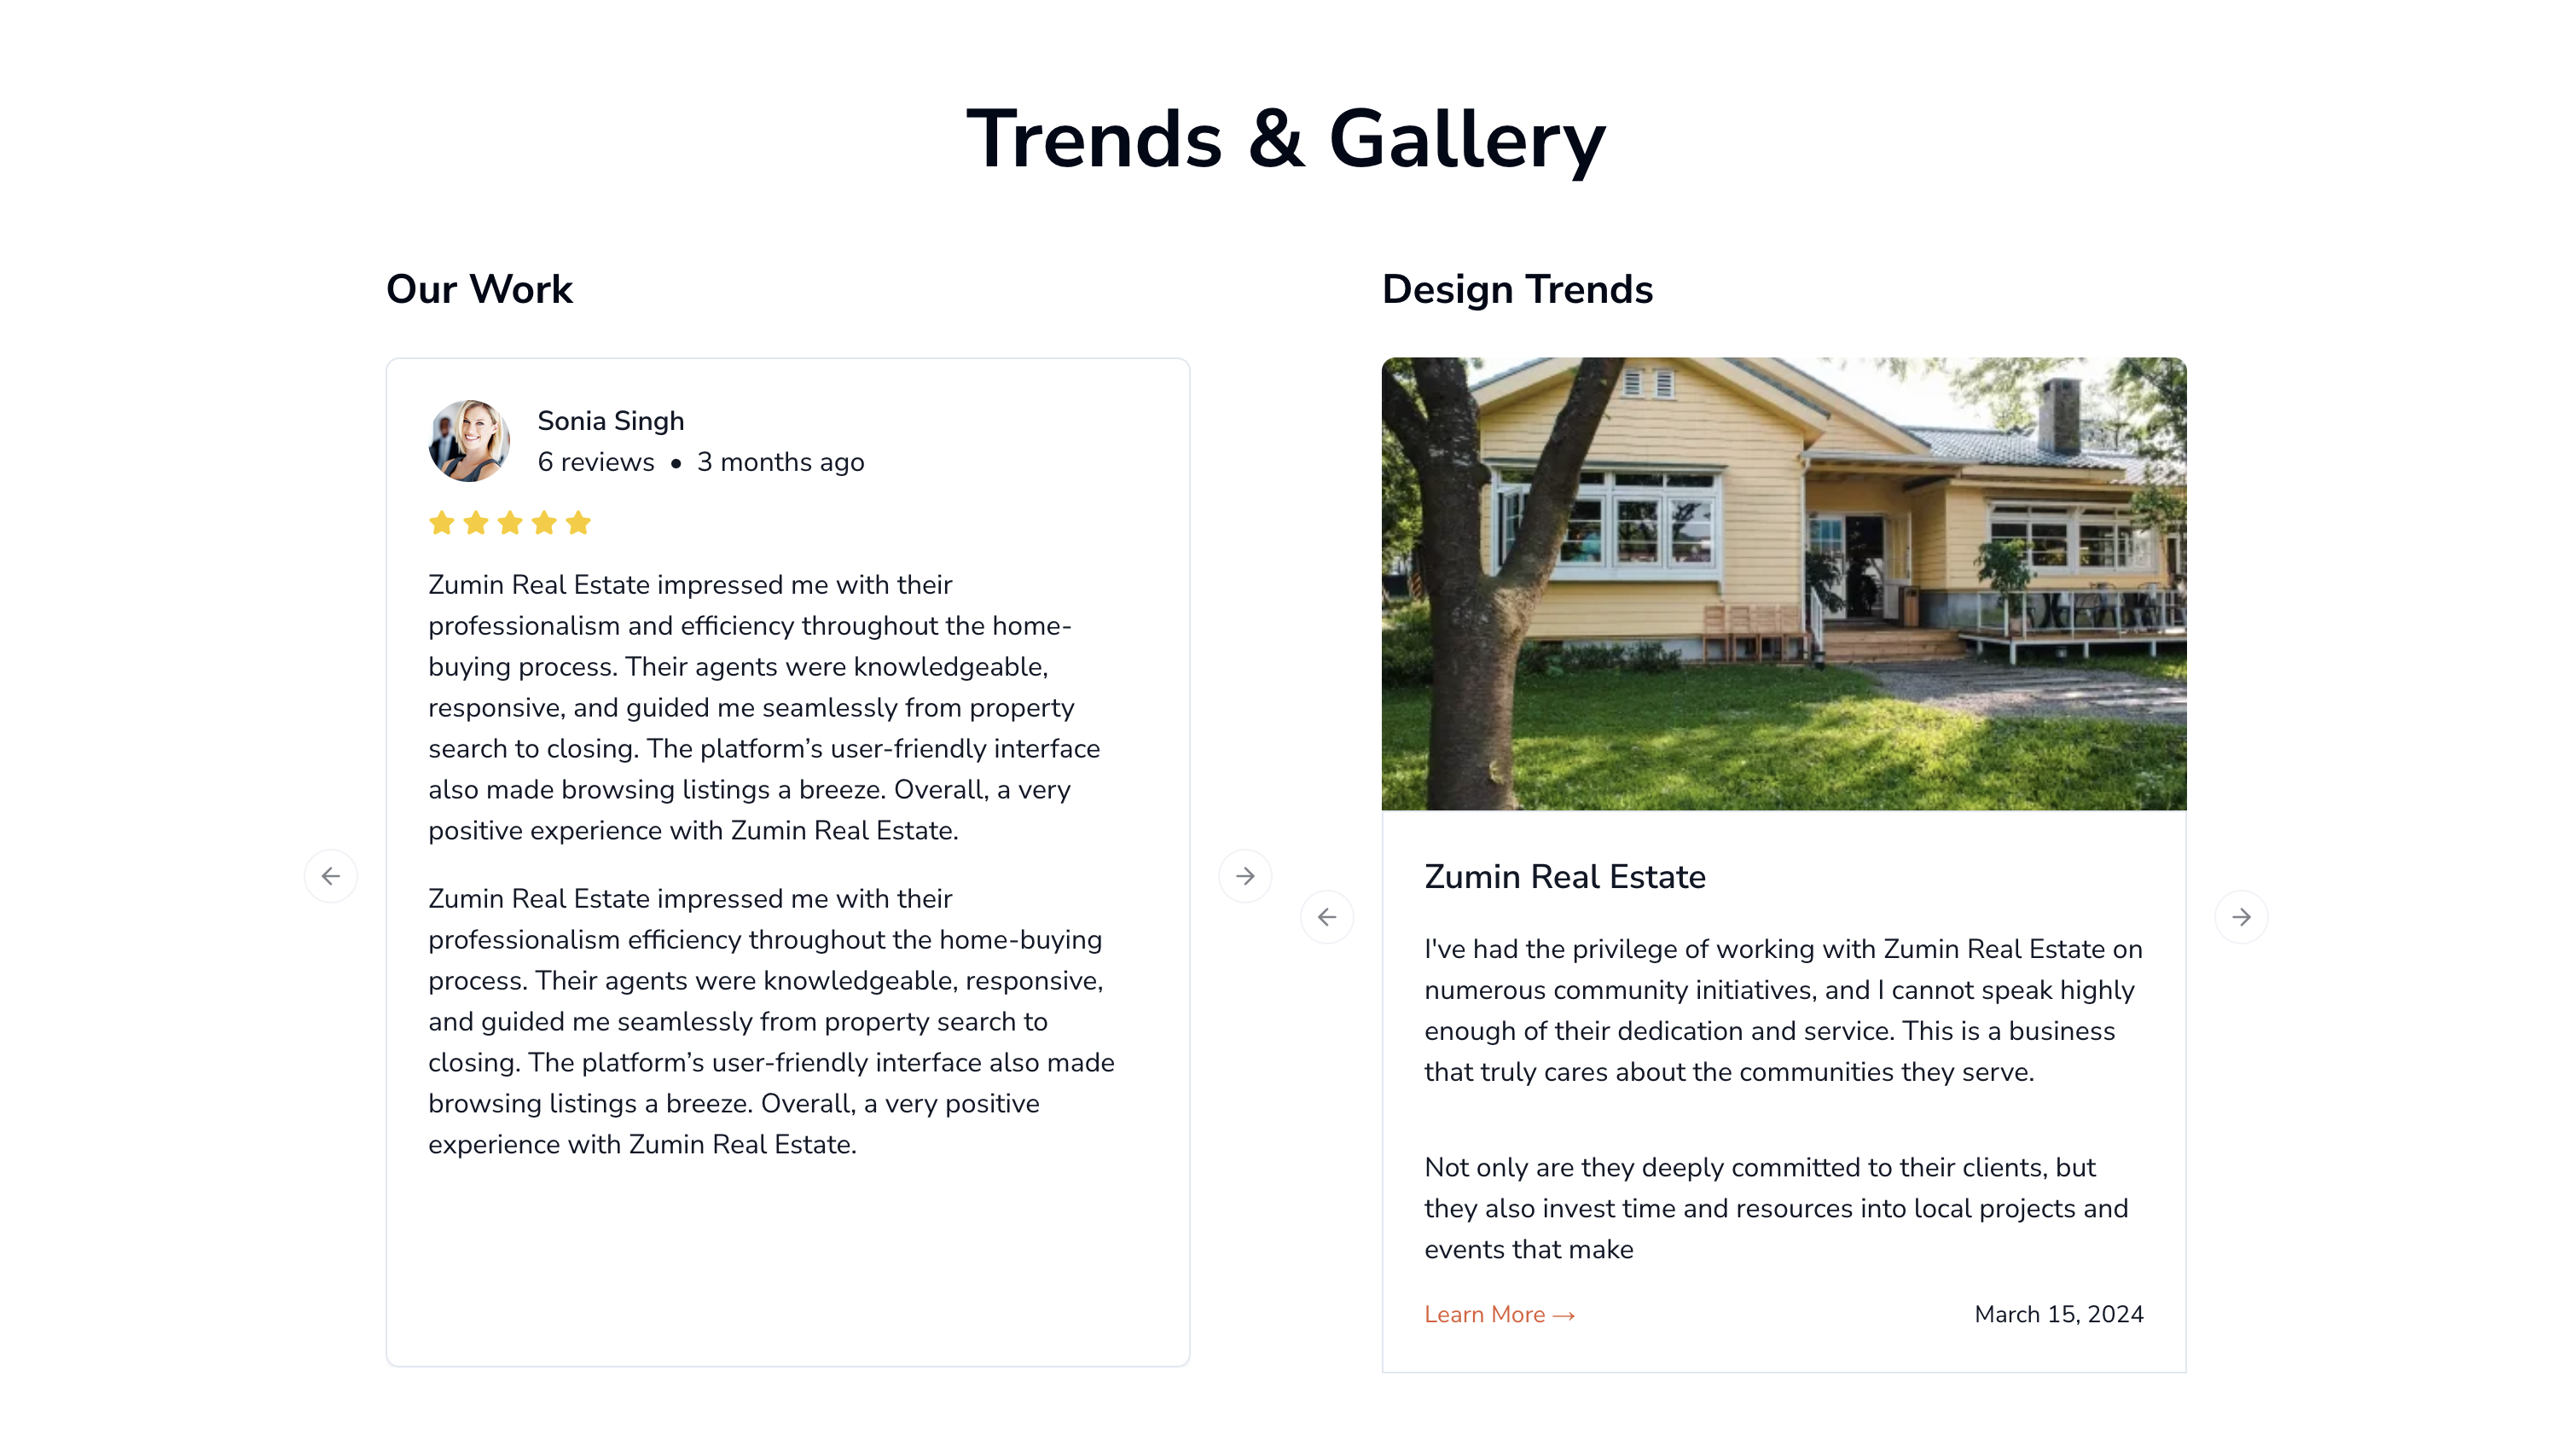 Trends & Gallery
Our Work
Sonia Singh
6 reviews • 3 months ago
Zumin Real Estate impressed me with their
professionalism and efficiency throughout the home-
buying process. Their agents were knowledgeable,
responsive, and guided me seamlessly from property
search to closing. The platform’s user-friendly interface
also made browsing listings a breeze. Overall, a very
positive experience with Zumin Real Estate.
Zumin Real Estate impressed me with their
professionalism efficiency throughout the home-buying
process. Their agents were knowledgeable, responsive,
and guided me seamlessly from property search to
closing. The platform’s user-friendly interface also made
browsing listings a breeze. Overall, a very positive
experience with Zumin Real Estate.
Design Trends
Zumin Real Estate
I've had the privilege of working with Zumin Real Estate on
numerous community initiatives, and I cannot speak highly
enough of their dedication and service. This is a business
that truly cares about the communities they serve.
Not only are they deeply committed to their clients, but
they also invest time and resources into local projects and
events that make
Learn More →
March 15, 2024